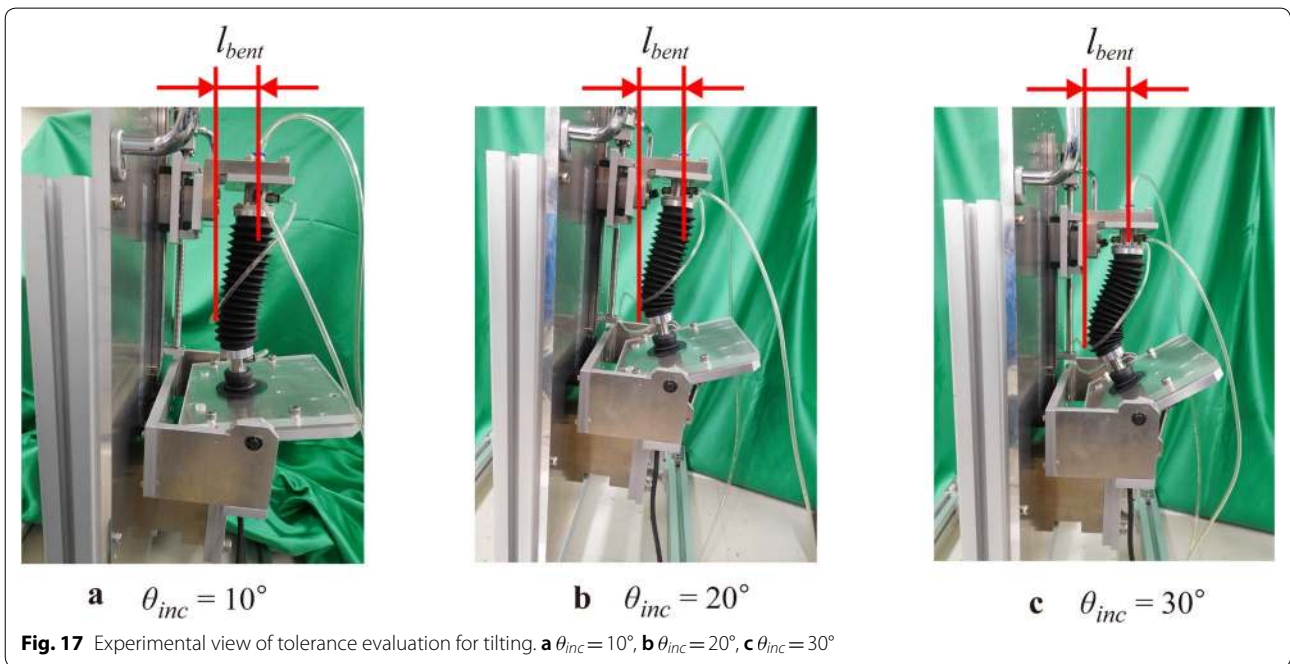 l_bent l_bent l_bent
a θ_inc = 10° b θ_inc = 20° c θ_inc = 30°
Fig. 17 Experimental view of tolerance evaluation for tilting. a θ_inc = 10°, b θ_inc = 20°, c θ_inc = 30°